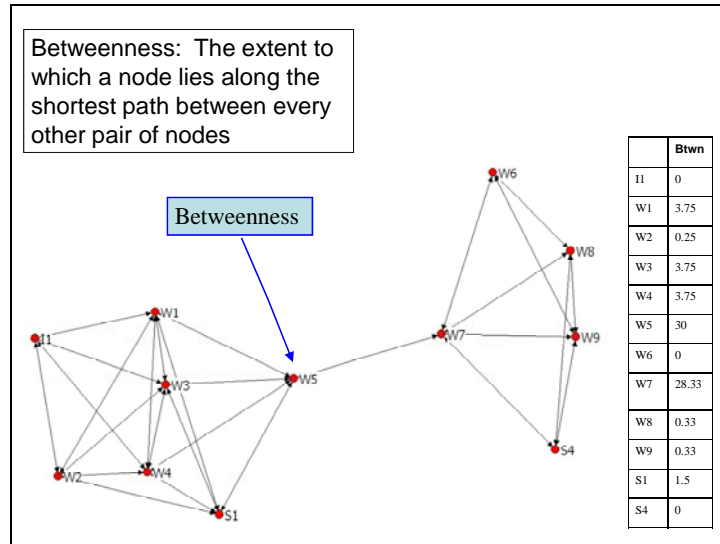 Betweenness: The extent to
which a node lies along the
shortest path between every
other pair of nodes
Betweenness
W6
W8
W7
W9
S4
I1
W1
W3
W5
W2
W4
S1
Btwn
I1 0
W1 3.75
W2 0.25
W3 3.75
W4 3.75
W5 30
W6 0
W7 28.33
W8 0.33
W9 0.33
S1 1.5
S4 0